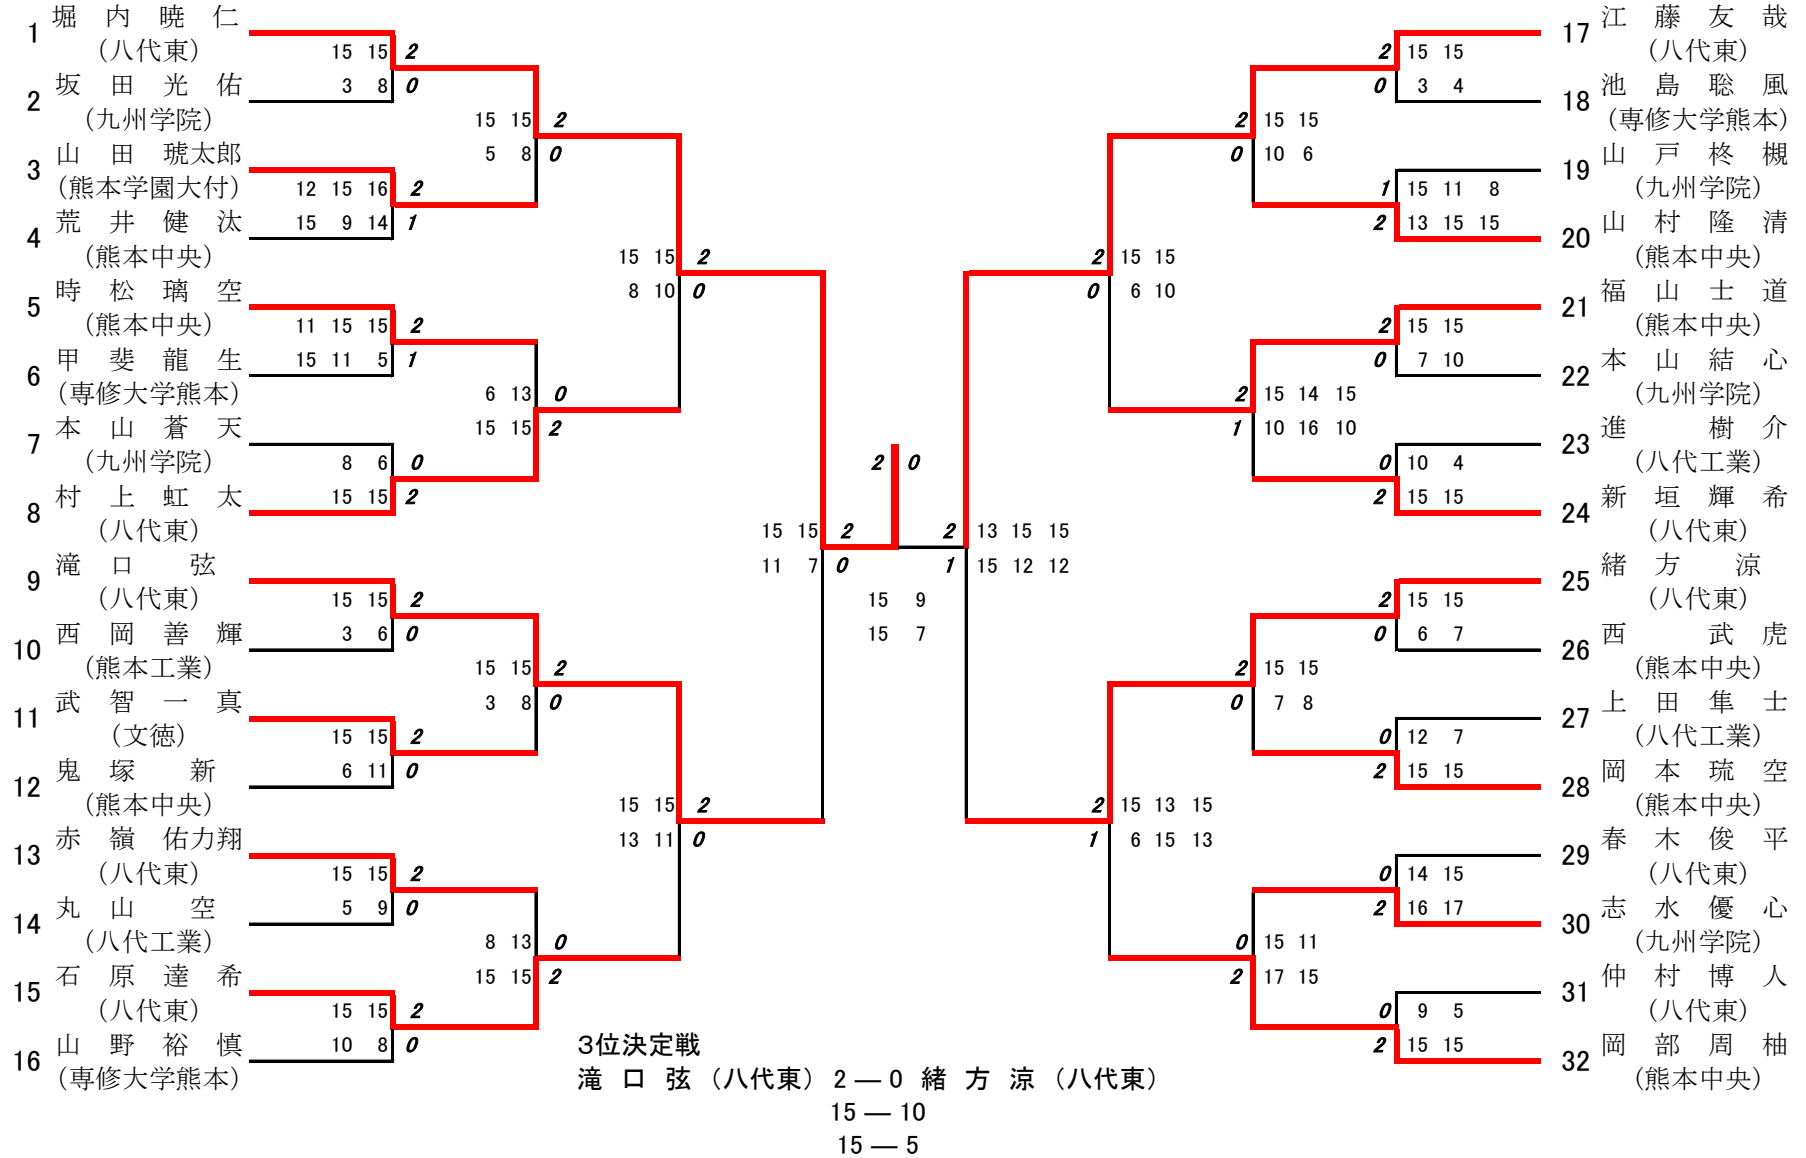 1 堀内暁仁
(八代東)
15 15 2
2 坂田光佑
(九州学院)
3 8 0
3 山田琥太郎
(熊本学園大付)
12 15 16 2
4 荒井健汰
(熊本中央)
15 9 14 1
5 時松璃空
(熊本中央)
11 15 15 2
6 甲斐龍生
(専修大学熊本)
15 11 5 1
7 本山蒼天
(九州学院)
8 6 0
8 村上虹太
(八代東)
15 15 2
9 滝口弦
(八代東)
15 15 2
10 西岡善輝
(熊本工業)
3 6 0
11 武智一真
(文徳)
15 15 2
12 鬼塚新
(熊本中央)
6 11 0
13 赤嶺佑力翔
(八代東)
15 15 2
14 丸山空
(八代工業)
5 9 0
15 石原達希
(八代東)
15 15 2
16 山野裕慎
(専修大学熊本)
10 8 0
15 15 2
5 8 0
6 13 0
15 15 2
15 15 2
3 8 0
8 13 0
15 15 2
15 15 2
8 10 0
15 15 2
13 11 0
15 15 2
11 7 0
2 0
15 9
15 7
2 13 15 15
1 15 12 12
2 15 15
0 6 10
2 15 13 15
1 6 15 13
2 15 15
0 10 6
2 15 14 15
1 10 16 10
2 15 15
0 7 8
0 15 11
2 17 15
17 江藤友哉
(八代東)
2 15 15
18 池島聡風
(専修大学熊本)
0 3 4
19 山戸柊槻
(九州学院)
1 15 11 8
20 山村隆清
(熊本中央)
2 13 15 15
21 福山士道
(熊本中央)
2 15 15
22 本山結心
(九州学院)
0 7 10
23 進樹介
(八代工業)
0 10 4
24 新垣輝希
(八代東)
2 15 15
25 緒方涼
(八代東)
2 15 15
26 西武虎
(熊本中央)
0 6 7
27 上田隼士
(八代工業)
0 12 7
28 岡本琉空
(熊本中央)
2 15 15
29 春木俊平
(八代東)
0 14 15
30 志水優心
(九州学院)
2 16 17
31 仲村博人
(八代東)
0 9 5
32 岡部周柚
(熊本中央)
2 15 15
3位決定戦
滝口弦(八代東) 2 ― 0 緒方涼(八代東)
15 ― 10
15 ― 5